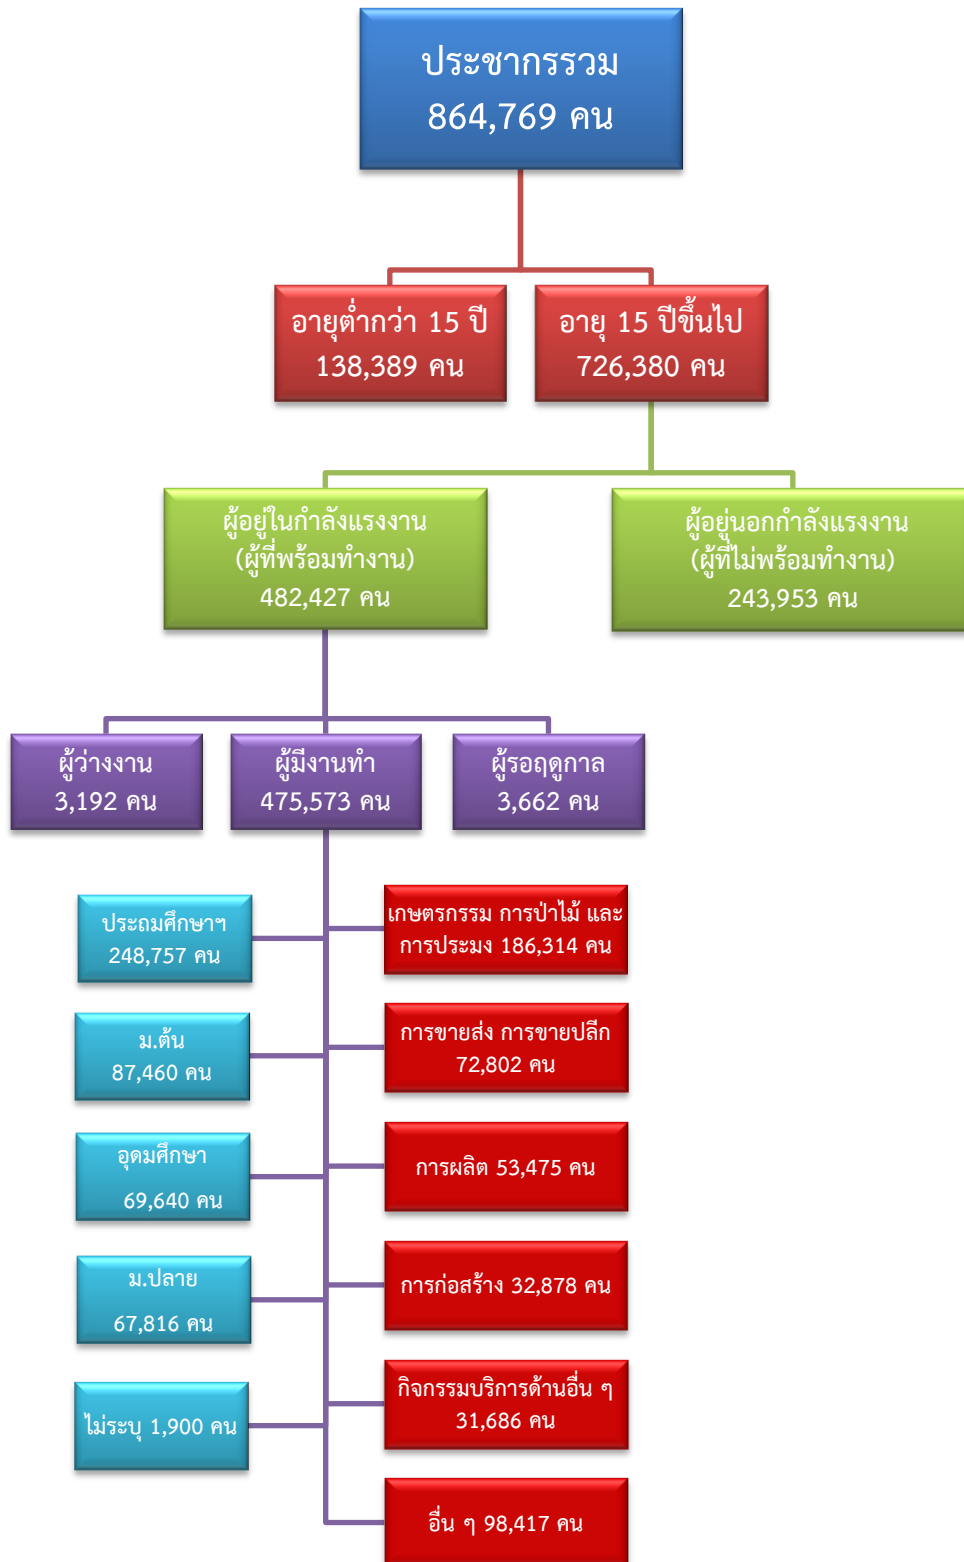 ประชากรรวม
864,769 คน
อายุต่ำกว่า 15 ปี
138,389 คน
อายุ 15 ปีขึ้นไป
726,380 คน
ผู้อยู่ในกำลังแรงงาน
(ผู้ที่พร้อมทำงาน)
482,427 คน
ผู้อยู่นอกกำลังแรงงาน
(ผู้ที่ไม่พร้อมทำงาน)
243,953 คน
ผู้ว่างงาน
3,192 คน
ผู้มีงานทำ
475,573 คน
ผู้รอฤดูกาล
3,662 คน
ประถมศึกษาฯ
248,757 คน
ม.ต้น
87,460 คน
อุดมศึกษา
69,640 คน
ม.ปลาย
67,816 คน
ไม่ระบุ 1,900 คน
เกษตรกรรม การป่าไม้ และ
การประมง 186,314 คน
การขายส่ง การขายปลีก
72,802 คน
การผลิต 53,475 คน
การก่อสร้าง 32,878 คน
กิจกรรมบริการด้านอื่น ๆ
31,686 คน
อื่น ๆ 98,417 คน